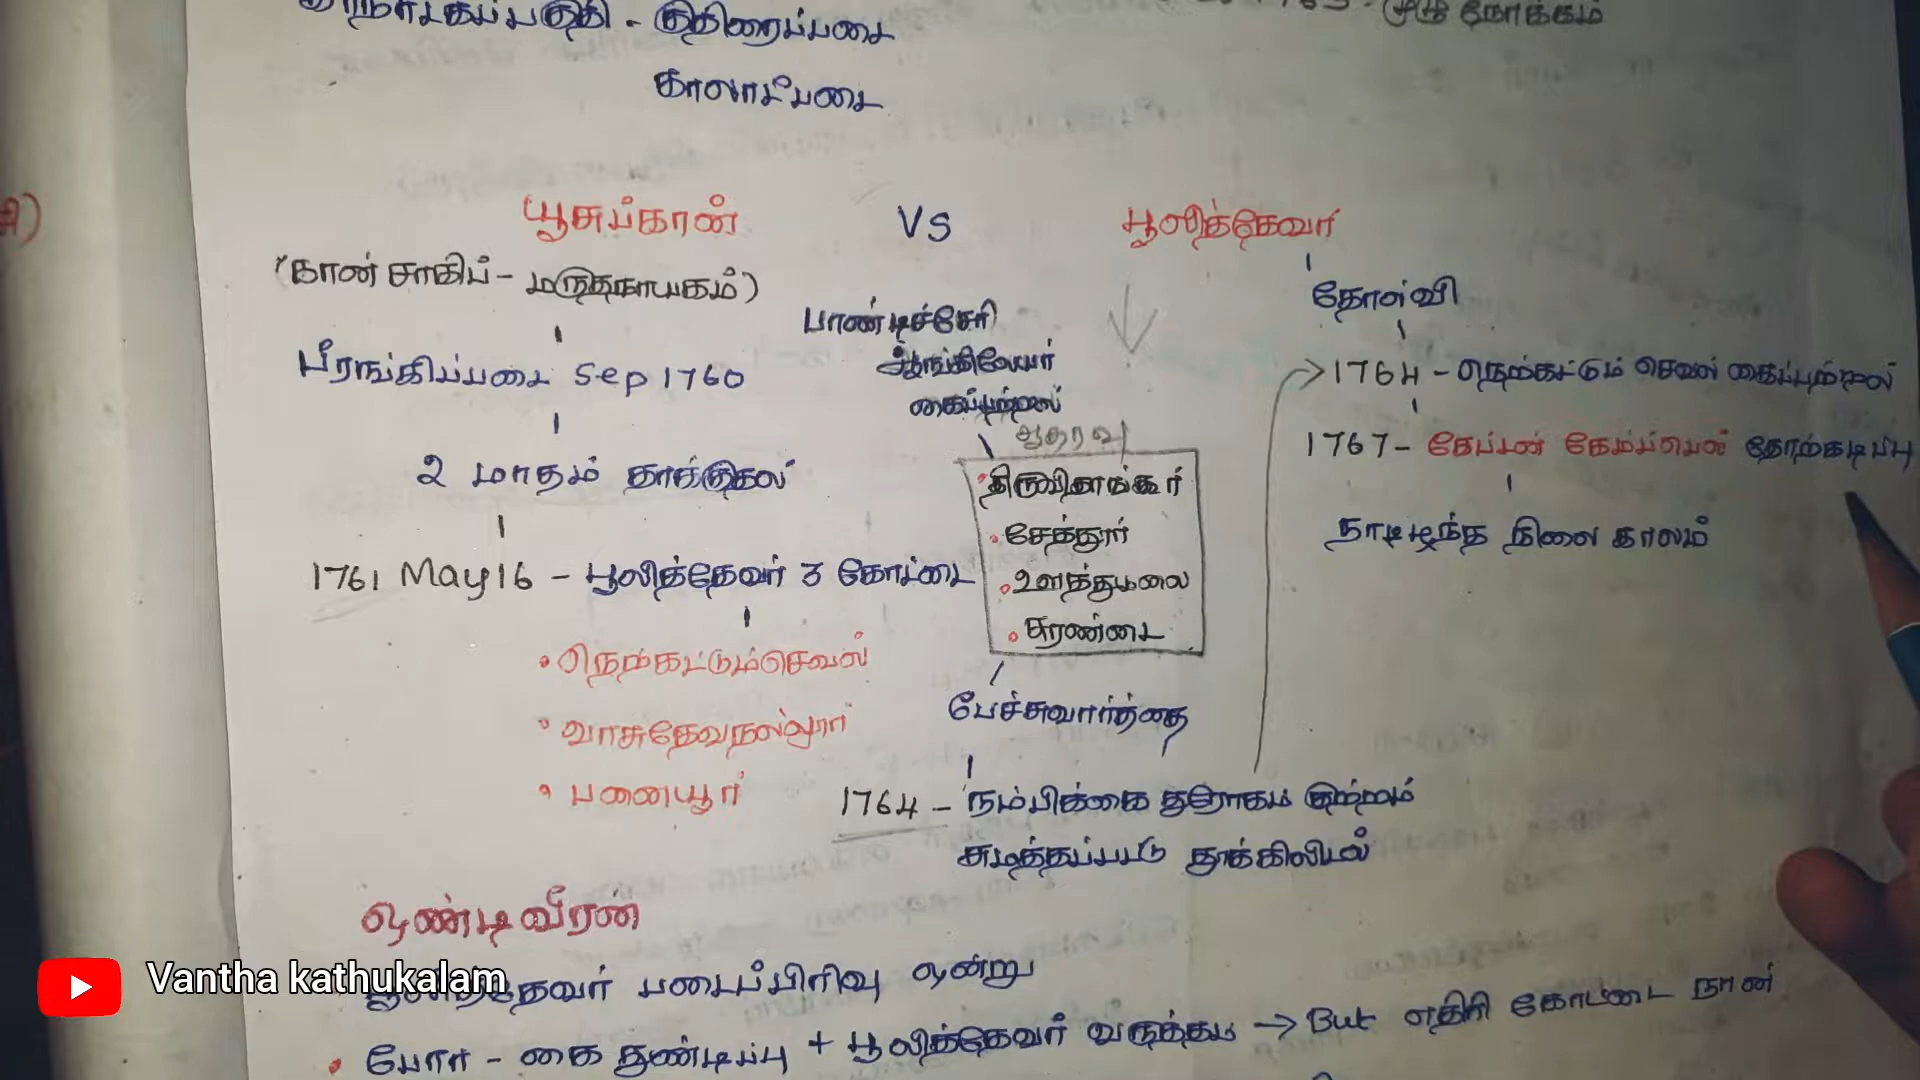 குதிரைப்படை
காலாட்படை
யூசுப்கான் VS பூலித்தேவர்
(கான் சாகிப் - மருதநாயகம்)
பீரங்கிப்படை Sep 1760
2 மாதம் தாக்குதல்
1761 May 16 - பூலித்தேவர் 3 கோட்டை
• நெற்கட்டும்செவல்
• வாசுதேவநல்லூர்
• பனையூர்
பாண்டிச்சேரி
ஆங்கிலேயர்
கைப்பற்றல்
ஆதரவு
• திருவிதாங்கூர்
• சேத்தூர்
• ஊத்துமலை
• சுரண்டை
பேச்சுவார்த்தை
1764 - நம்பிக்கை துரோகம் குற்றம்
சுமத்தப்பட்டு தூக்கிலிடல்
தோல்வி
1764 - நெற்கட்டும் செவல் கைப்பற்றல்
1767 - கேப்டன் கேம்ப்பெல் தோற்கடிப்பு
நாடிழந்த நிலை காலம்
ஒண்டிவீரன்
பூலித்தேவர் படைப்பிரிவு ஒன்று
• போர் - கை துண்டிப்பு + பூலித்தேவர் வருத்தம் → But எதிரி கோட்டை நான்
Vantha kathukalam